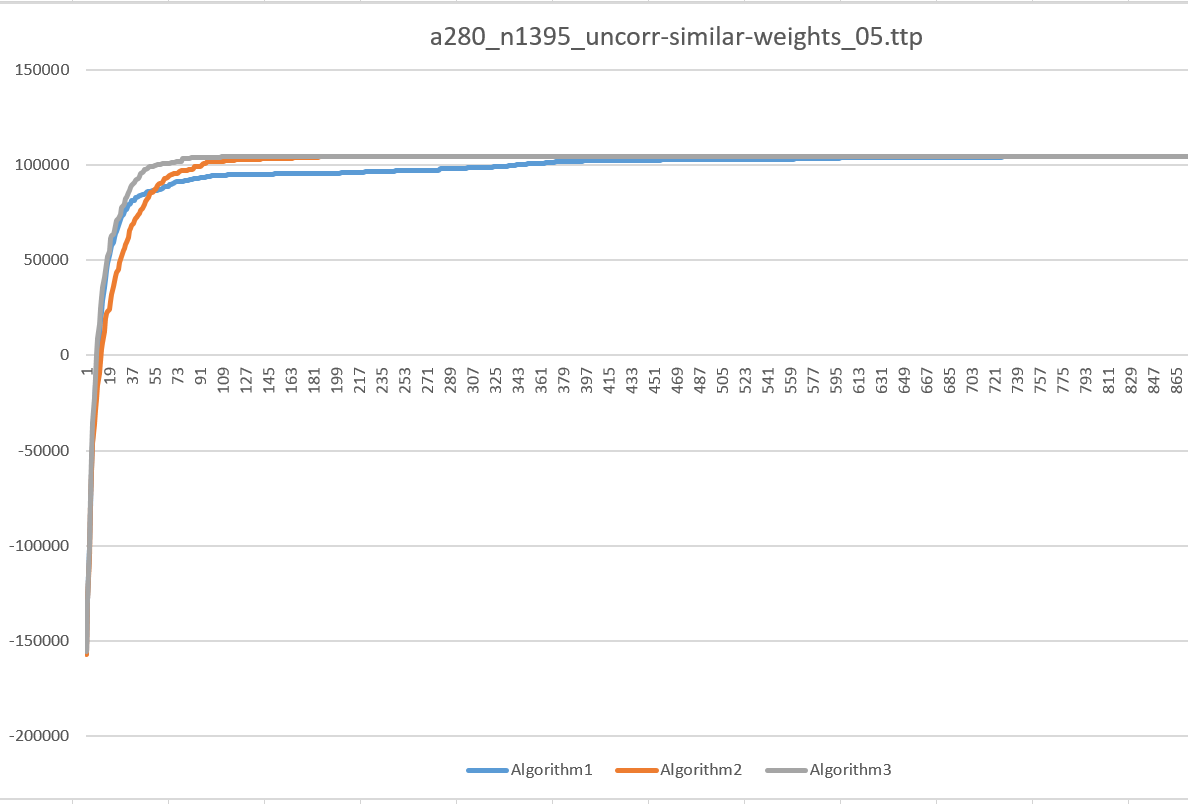 a280_n1395_uncorr-similar-weights_05.ttp
150000
100000
50000
0
1 19 37 55 73 91 109 127 145 163 181 199 217 235 253 271 289 307 325 343 361 379 397 415 433 451 469 487 505 523 541 559 577 595 613 631 649 667 685 703 721 739 757 775 793 811 829 847 865
-50000
-100000
-150000
-200000
Algorithm1 Algorithm2 Algorithm3